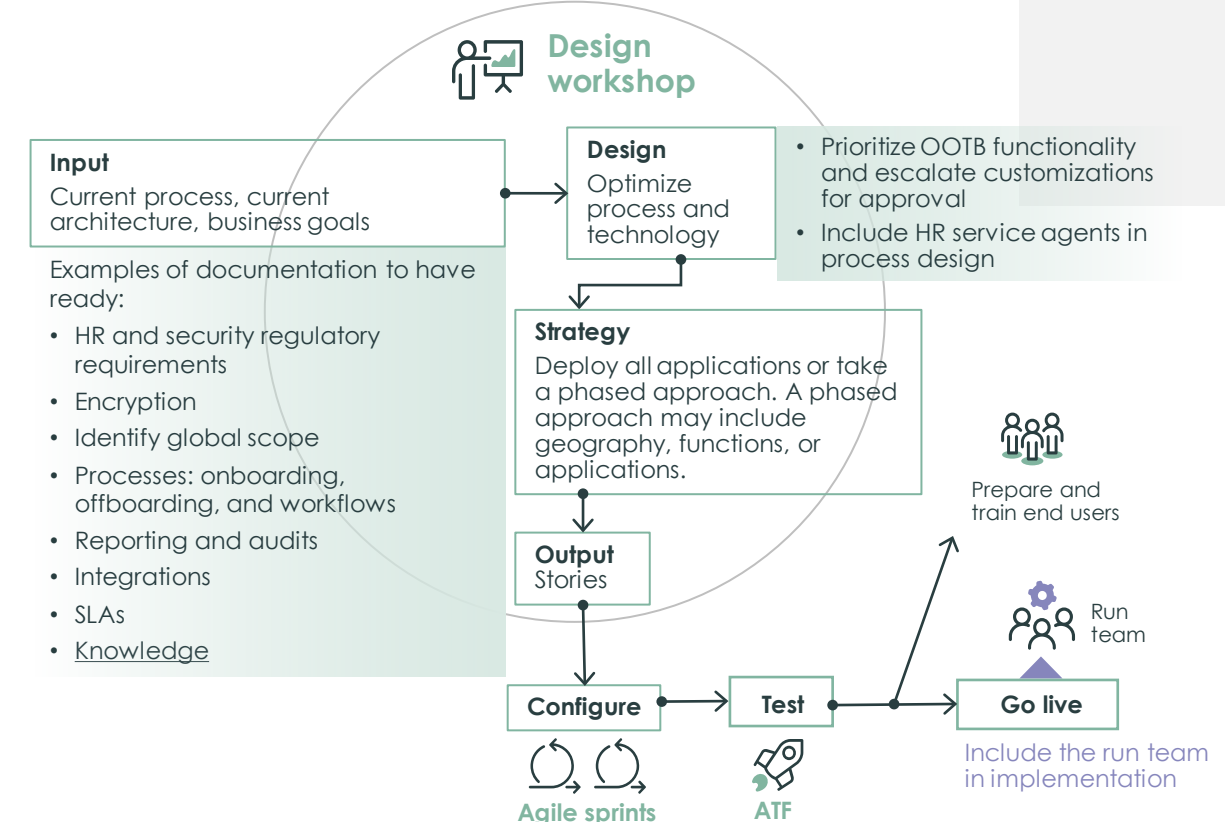 Design
workshop
Input
Current process, current
architecture, business goals
Examples of documentation to have
ready:
• HR and security regulatory
requirements
• Encryption
• Identify global scope
• Processes: onboarding,
offboarding, and workflows
• Reporting and audits
• Integrations
• SLAs
• Knowledge
Design
Optimize
process and
technology
• Prioritize OOTB functionality
and escalate customizations
for approval
• Include HR service agents in
process design
Strategy
Deploy all applications or take
a phased approach. A phased
approach may include
geography, functions, or
applications.
Output
Stories
Configure
Agile sprints
Test
ATF
Prepare and
train end users
Run
team
Go live
Include the run team
in implementation